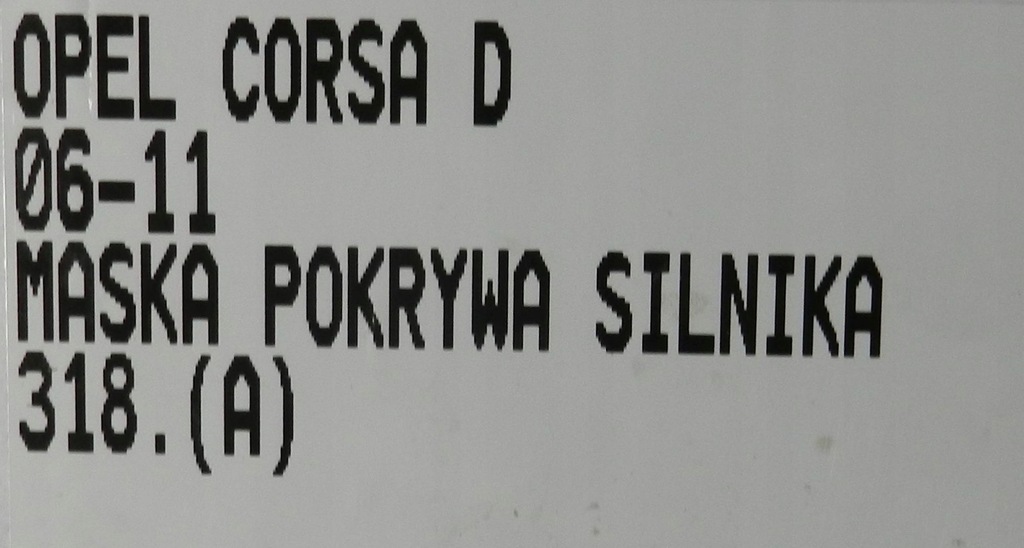 OPEL CORSA D
06-11
MASKA POKRYWA SILNIKA
318.(A)